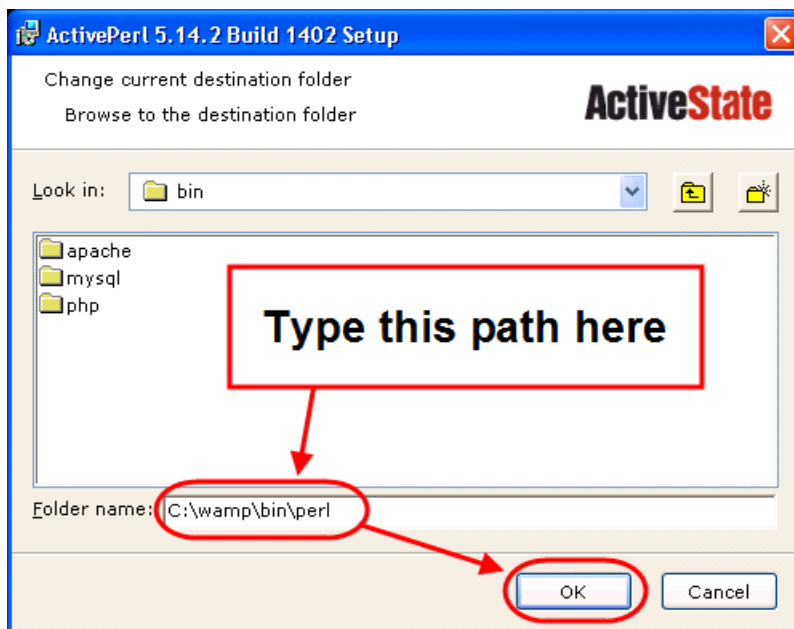 ActivePerl 5.14.2 Build 1402 Setup
Change current destination folder
Browse to the destination folder
ActiveState
Look in:
bin
apache
mysql
php
Type this path here
Folder name: C:\wamp\bin\perl
OK
Cancel